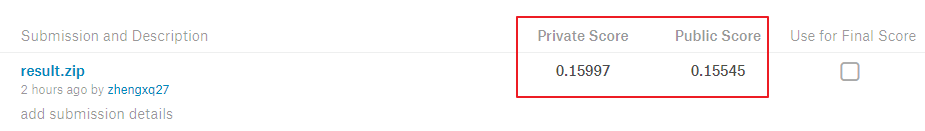 Submission and Description Private Score Public Score Use for Final Score
result.zip 0.15997 0.15545
2 hours ago by zhengxq27
add submission details